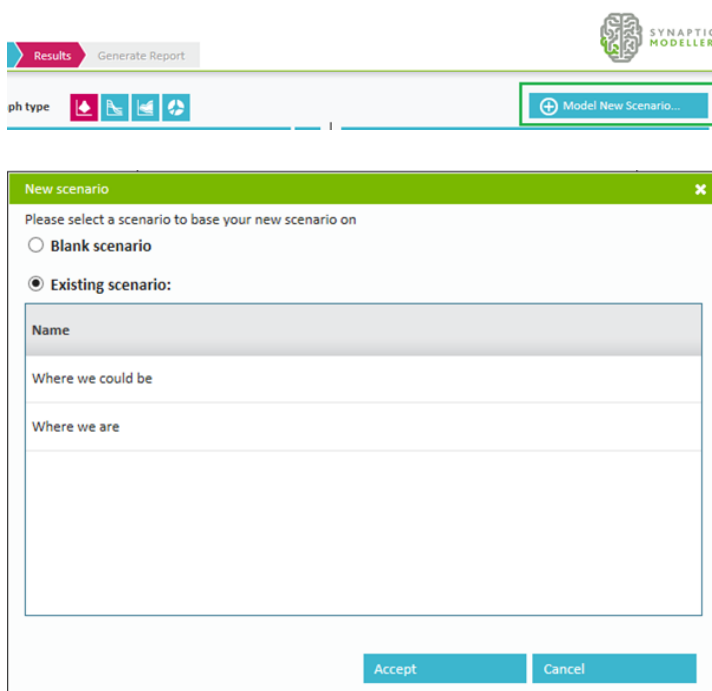 SYNAPTIC
MODELLER
Results Generate Report
ph type Model New Scenario...
New scenario
Please select a scenario to base your new scenario on
Blank scenario
Existing scenario:
Name
Where we could be
Where we are
Accept Cancel